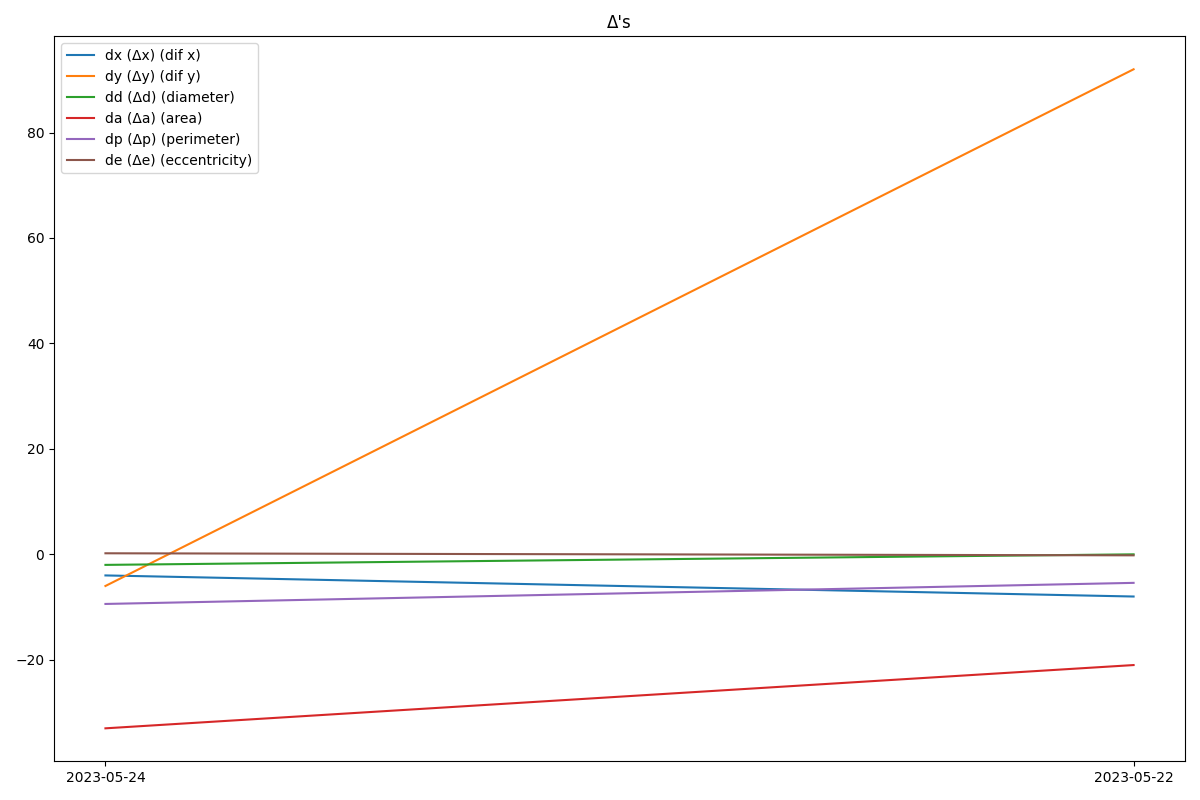 Δ's
dx (Δx) (dif x)
dy (Δy) (dif y)
dd (Δd) (diameter)
da (Δa) (area)
dp (Δp) (perimeter)
de (Δe) (eccentricity)
80
60
40
20
0
−20
2023-05-24
2023-05-22